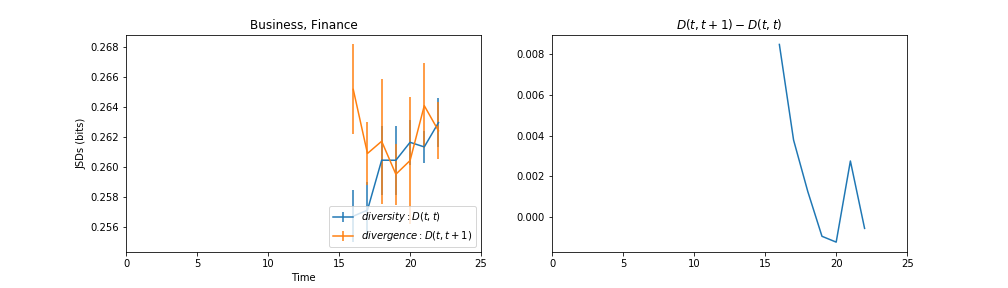 Business, Finance
JSDs (bits)
0.268
0.266
0.264
0.262
0.260
0.258
0.256
0 5 10 15 20 25
Time
diversity: D(t, t)
divergence: D(t, t + 1)
D(t, t + 1) − D(t, t)
0.008
0.006
0.004
0.002
0.000
0 5 10 15 20 25